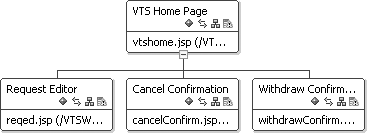 VTS Home Page
vtshome.jsp (/VT...
Request Editor
reqed.jsp (/VTSW...
Cancel Confirmation
cancelConfirm.jsp...
Withdraw Confirm...
withdrawConfirm....